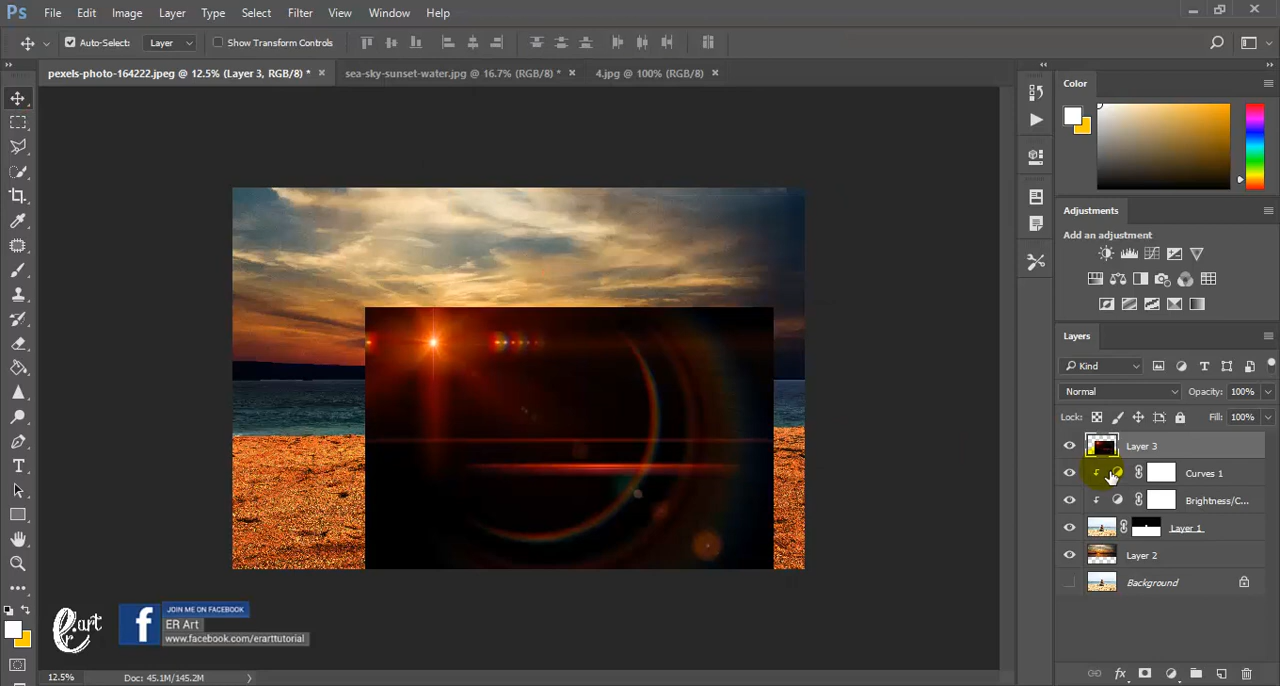 Ps File Edit Image Layer Type Select Filter 3D View Window Help
Auto-Select: Layer Show Transform Controls
pexels-photo-164222.jpeg @ 12.5% (Layer 3, RGB/8) * × sea-sky-sunset-water.jpg @ 16.7% (RGB/8) * × 4.jpg @ 100% (RGB/8) ×
Color
Adjustments
Add an adjustment
Layers
Kind
Normal Opacity: 100%
Lock: Fill: 100%
Layer 3
Curves 1
Brightness/C...
Layer 1
Layer 2
Background
er art
f JOIN ME ON FACEBOOK
ER Art
www.facebook.com/erarttutorial
12.5% Doc: 45.1M/145.2M